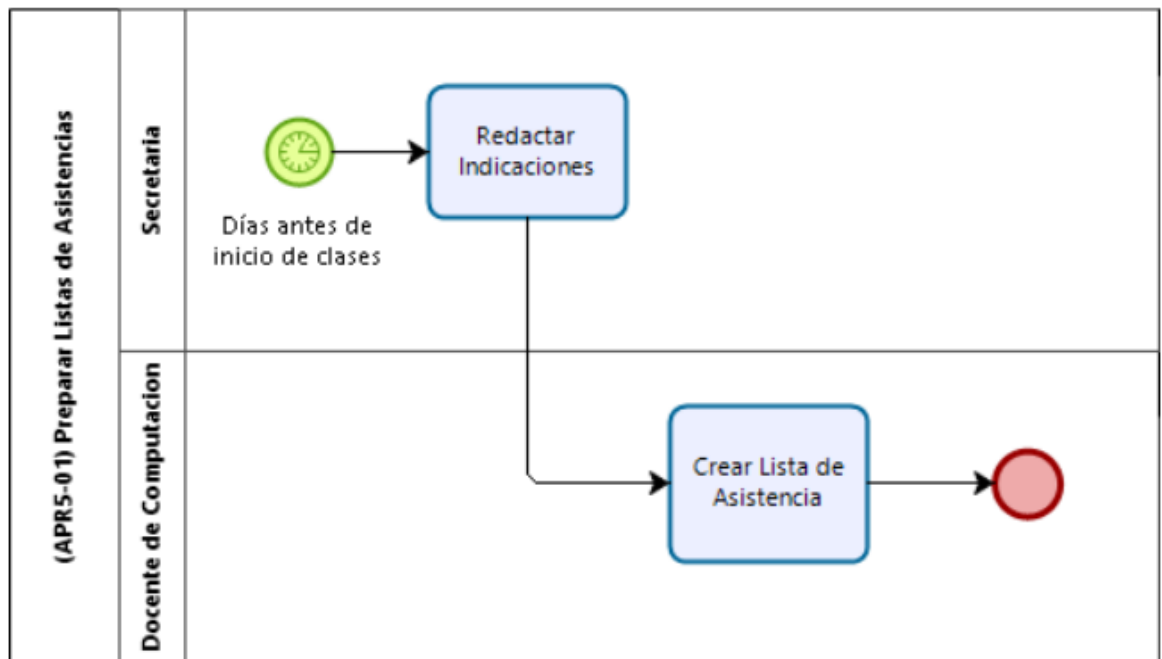 (APR5-01) Preparar Listas de Asistencias
Secretaria
Días antes de
inicio de clases
Redactar
Indicaciones
Docente de Computacion
Crear Lista de
Asistencia